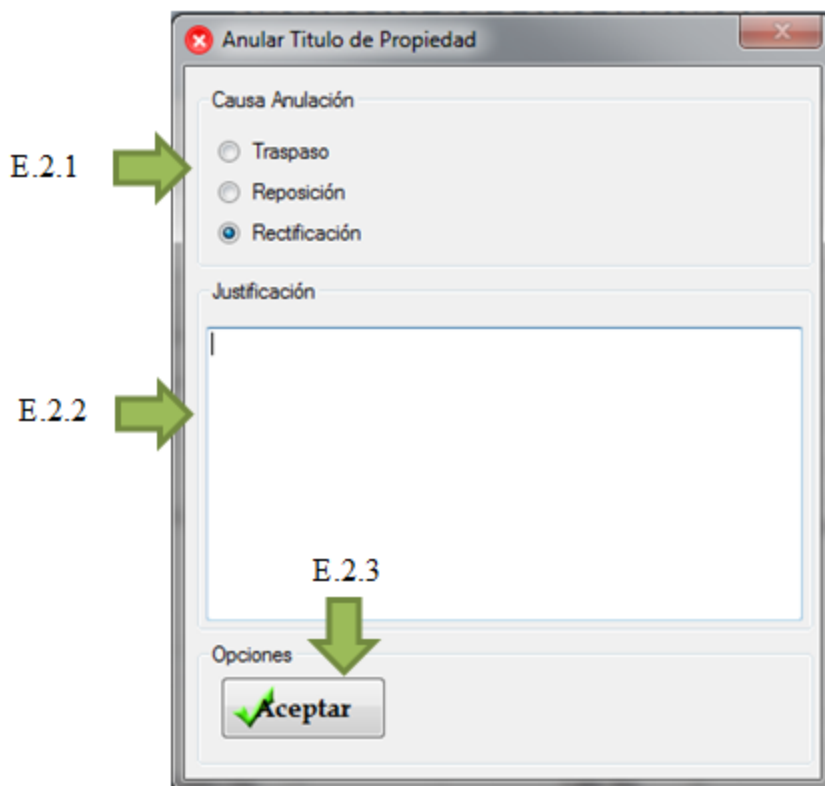 Anular Titulo de Propiedad
Causa Anulación
E.2.1
Traspaso
Reposición
Rectificación
Justificación
E.2.2
E.2.3
Opciones
Aceptar